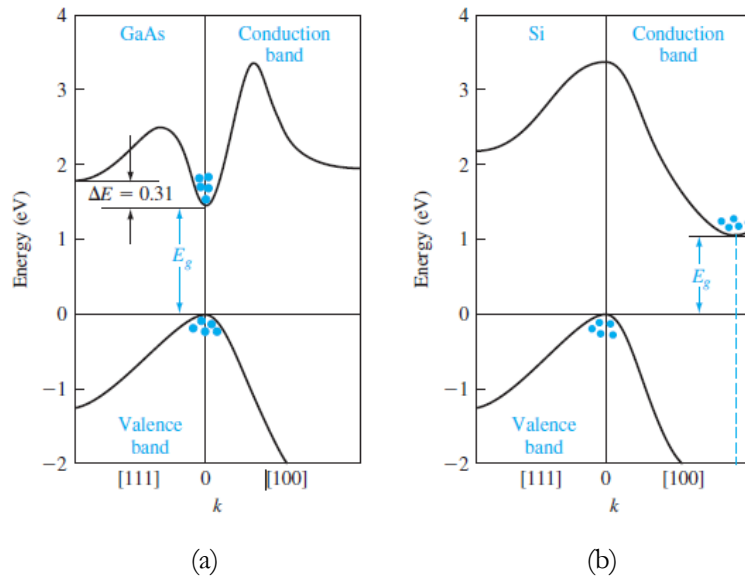 GaAs
Conduction
band
4
3
2
1
0
−1
−2
Energy (eV)
ΔE = 0.31
E_g
Valence
band
[111]
0
[100]
k
(a)
Si
Conduction
band
4
3
2
1
0
−1
−2
Energy (eV)
E_g
Valence
band
[111]
0
[100]
k
(b)